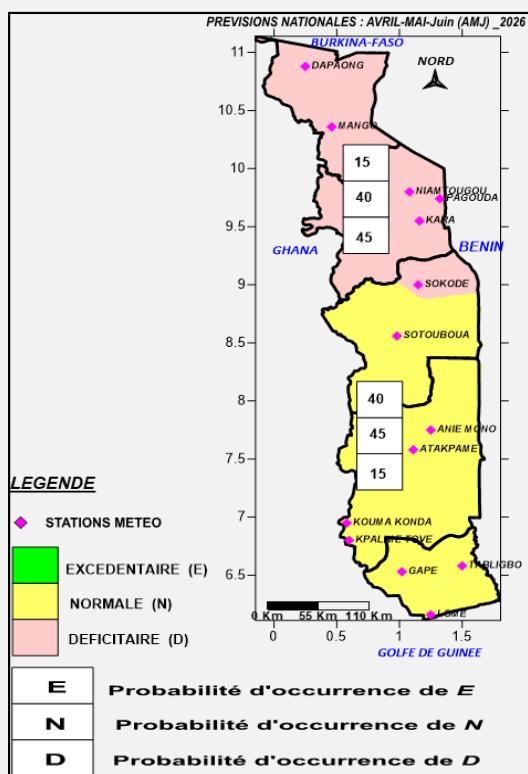 PREVISIONS NATIONALES : AVRIL-MAI-Juin (AMJ) _2026
BURKINA-FASO
11
DAPAONG
NORD
10.5
MANGO
10
15
40
45
NIAMTOUGOU
PAGOUDA
9.5
KARA
GHANA
BENIN
9
SOKODE
8.5
SOTOUBOUA
8
40
45
15
ANIE MONO
7.5
ATAKPAME
LEGENDE
STATIONS METEO
7
KOUMA KONDA
KPALIME TOVE
EXCEDENTAIRE (E)
6.5
GAPE
TABLIGBO
NORMALE (N)
0 Km 55 Km 110 KM
LOME
DEFICITAIRE (D)
0 0.5 1 1.5
GOLFE DE GUINEE
E Probabilité d'occurrence de E
N Probabilité d'occurrence de N
D Probabilité d'occurrence de D